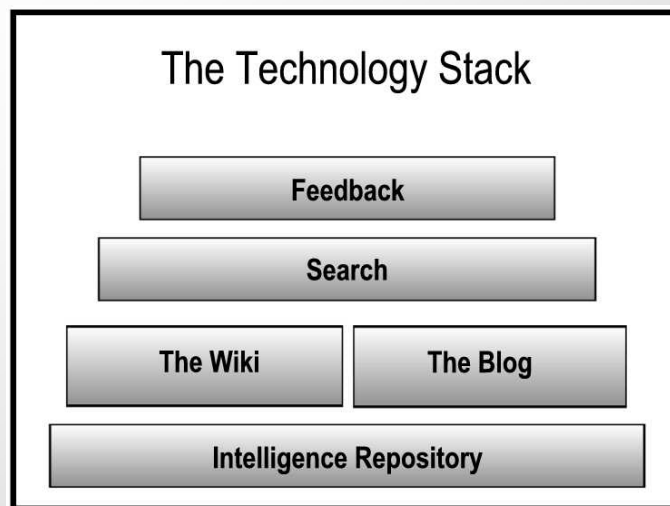 The Technology Stack
Feedback
Search
The Wiki
The Blog
Intelligence Repository